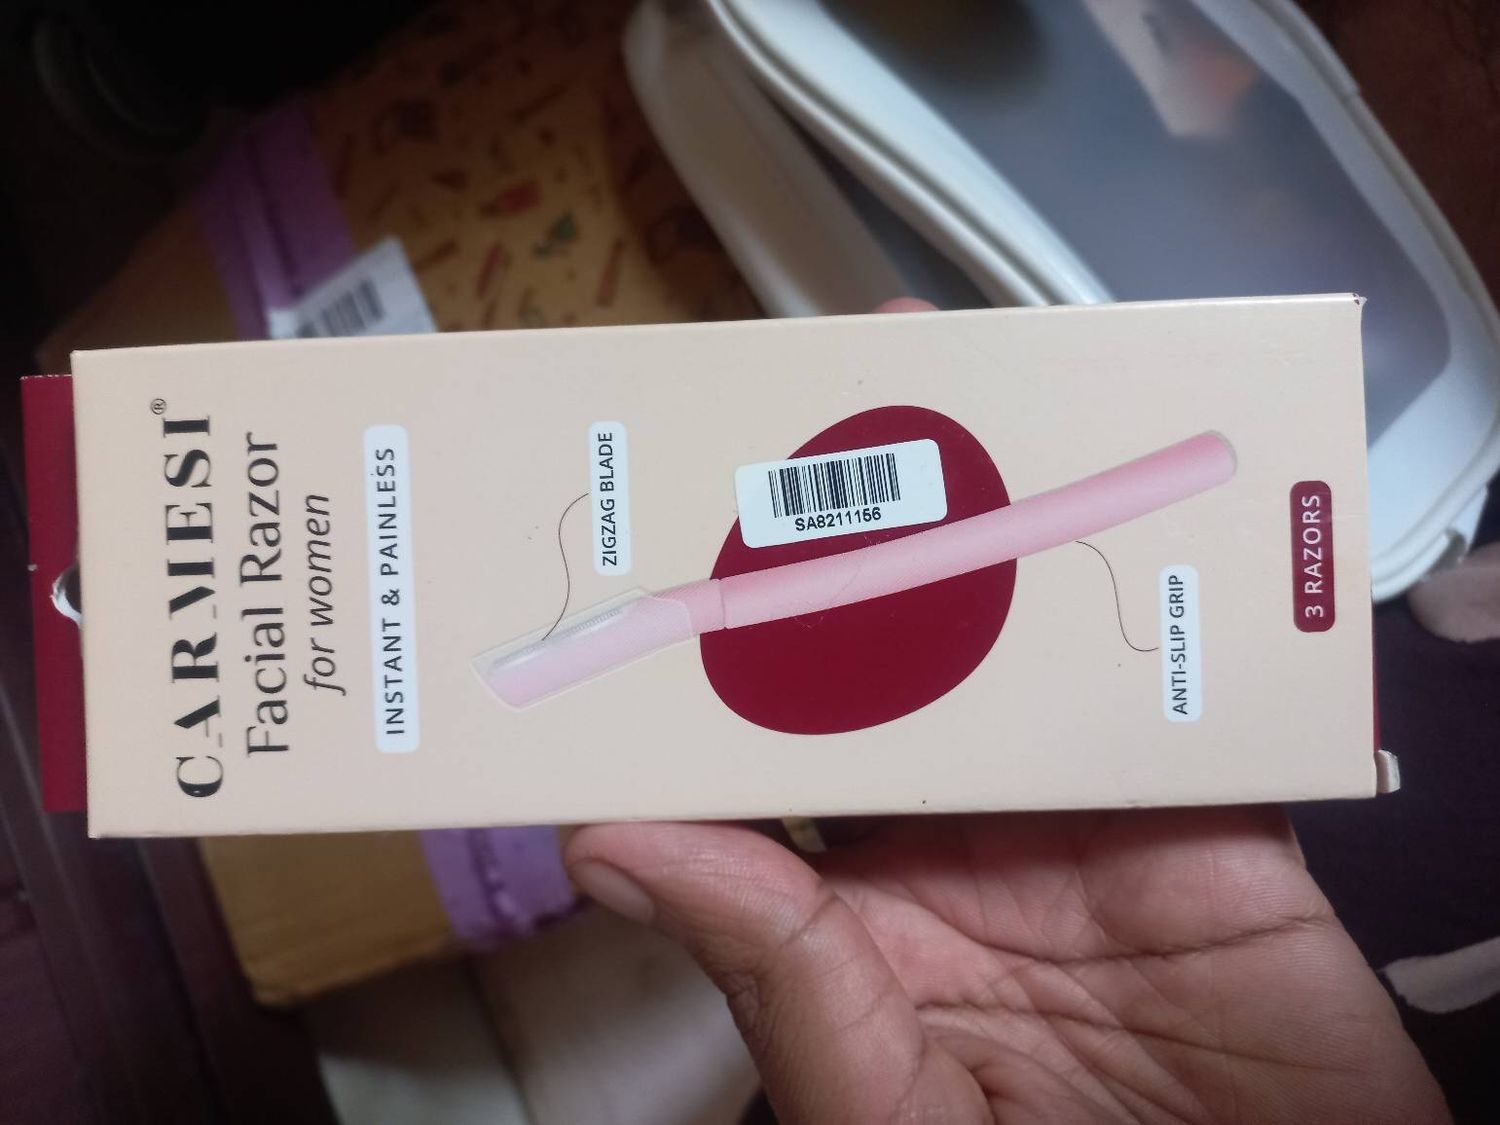 CARMESI®
Facial Razor
for women
INSTANT & PAINLESS
ZIGZAG BLADE
SA8211156
ANTI-SLIP GRIP
3 RAZORS